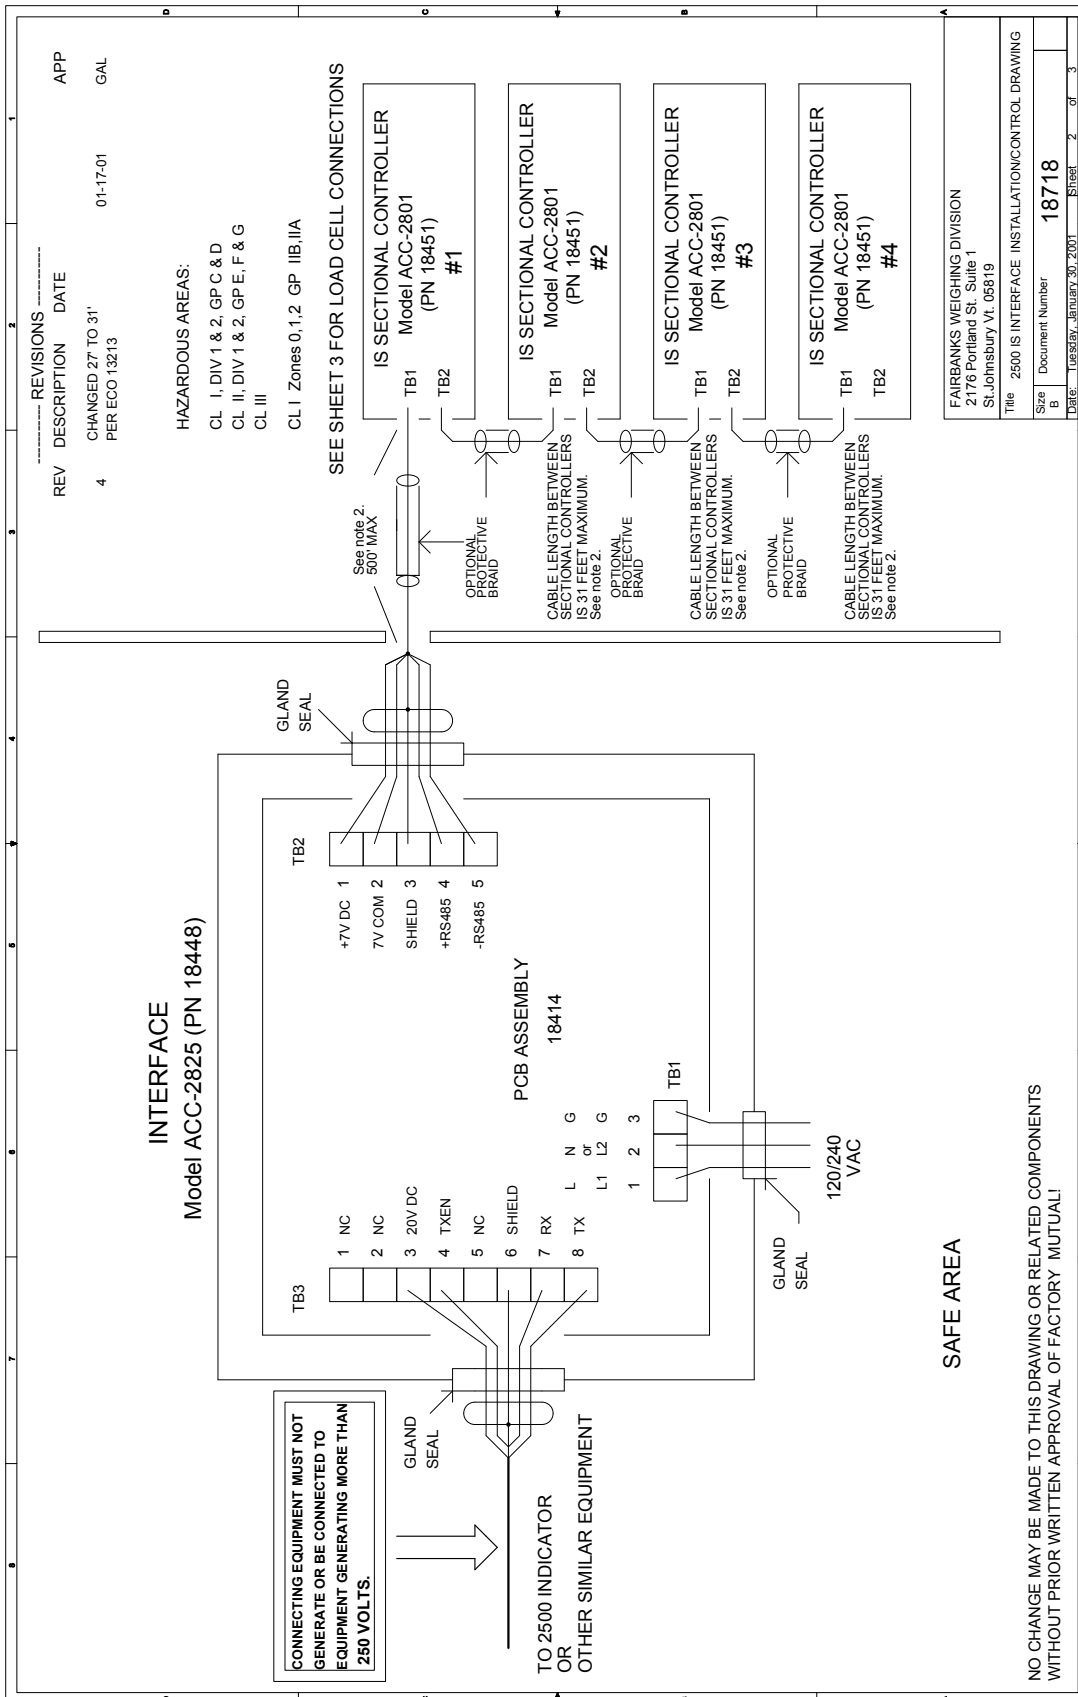 8
7
6
5
4
3
2
1
D
C
B
A
-------- REVISIONS -----------
REV DESCRIPTION DATE APP
4 CHANGED 27' TO 31' 01-17-01 GAL
PER ECO 13213
HAZARDOUS AREAS:
CL I, DIV 1 & 2, GP C & D
CL II, DIV 1 & 2, GP E, F & G
CL III
CL I Zones 0,1,2 GP IIB,IIA
SEE SHEET 3 FOR LOAD CELL CONNECTIONS
INTERFACE
Model ACC-2825 (PN 18448)
CONNECTING EQUIPMENT MUST NOT
GENERATE OR BE CONNECTED TO
EQUIPMENT GENERATING MORE THAN
250 VOLTS.
GLAND
SEAL
TO 2500 INDICATOR
OR
OTHER SIMILAR EQUIPMENT
TB3
1 NC
2 NC
3 20V DC
4 TXEN
5 NC
6 SHIELD
7 RX
8 TX
PCB ASSEMBLY
18414
L N G
or
L1 L2 G
1 2 3
TB1
GLAND
SEAL
120/240
VAC
TB2
+7V DC 1
7V COM 2
SHIELD 3
+RS485 4
-RS485 5
GLAND
SEAL
See note 2.
500' MAX
OPTIONAL
PROTECTIVE
BRAID
IS SECTIONAL CONTROLLER
Model ACC-2801
(PN 18451)
#1
TB1
TB2
CABLE LENGTH BETWEEN
SECTIONAL CONTROLLERS
IS 31 FEET MAXIMUM.
See note 2.
OPTIONAL
PROTECTIVE
BRAID
IS SECTIONAL CONTROLLER
Model ACC-2801
(PN 18451)
#2
TB1
TB2
CABLE LENGTH BETWEEN
SECTIONAL CONTROLLERS
IS 31 FEET MAXIMUM.
See note 2.
OPTIONAL
PROTECTIVE
BRAID
IS SECTIONAL CONTROLLER
Model ACC-2801
(PN 18451)
#3
TB1
TB2
CABLE LENGTH BETWEEN
SECTIONAL CONTROLLERS
IS 31 FEET MAXIMUM.
See note 2.
IS SECTIONAL CONTROLLER
Model ACC-2801
(PN 18451)
#4
TB1
TB2
SAFE AREA
NO CHANGE MAY BE MADE TO THIS DRAWING OR RELATED COMPONENTS
WITHOUT PRIOR WRITTEN APPROVAL OF FACTORY MUTUAL!
FAIRBANKS WEIGHING DIVISION
2176 Portland St. Suite 1
St.Johnsbury Vt. 05819
Title 2500 IS INTERFACE INSTALLATION/CONTROL DRAWING
Size Document Number
B 18718
Date: Tuesday, January 30, 2001 Sheet 2 of 3